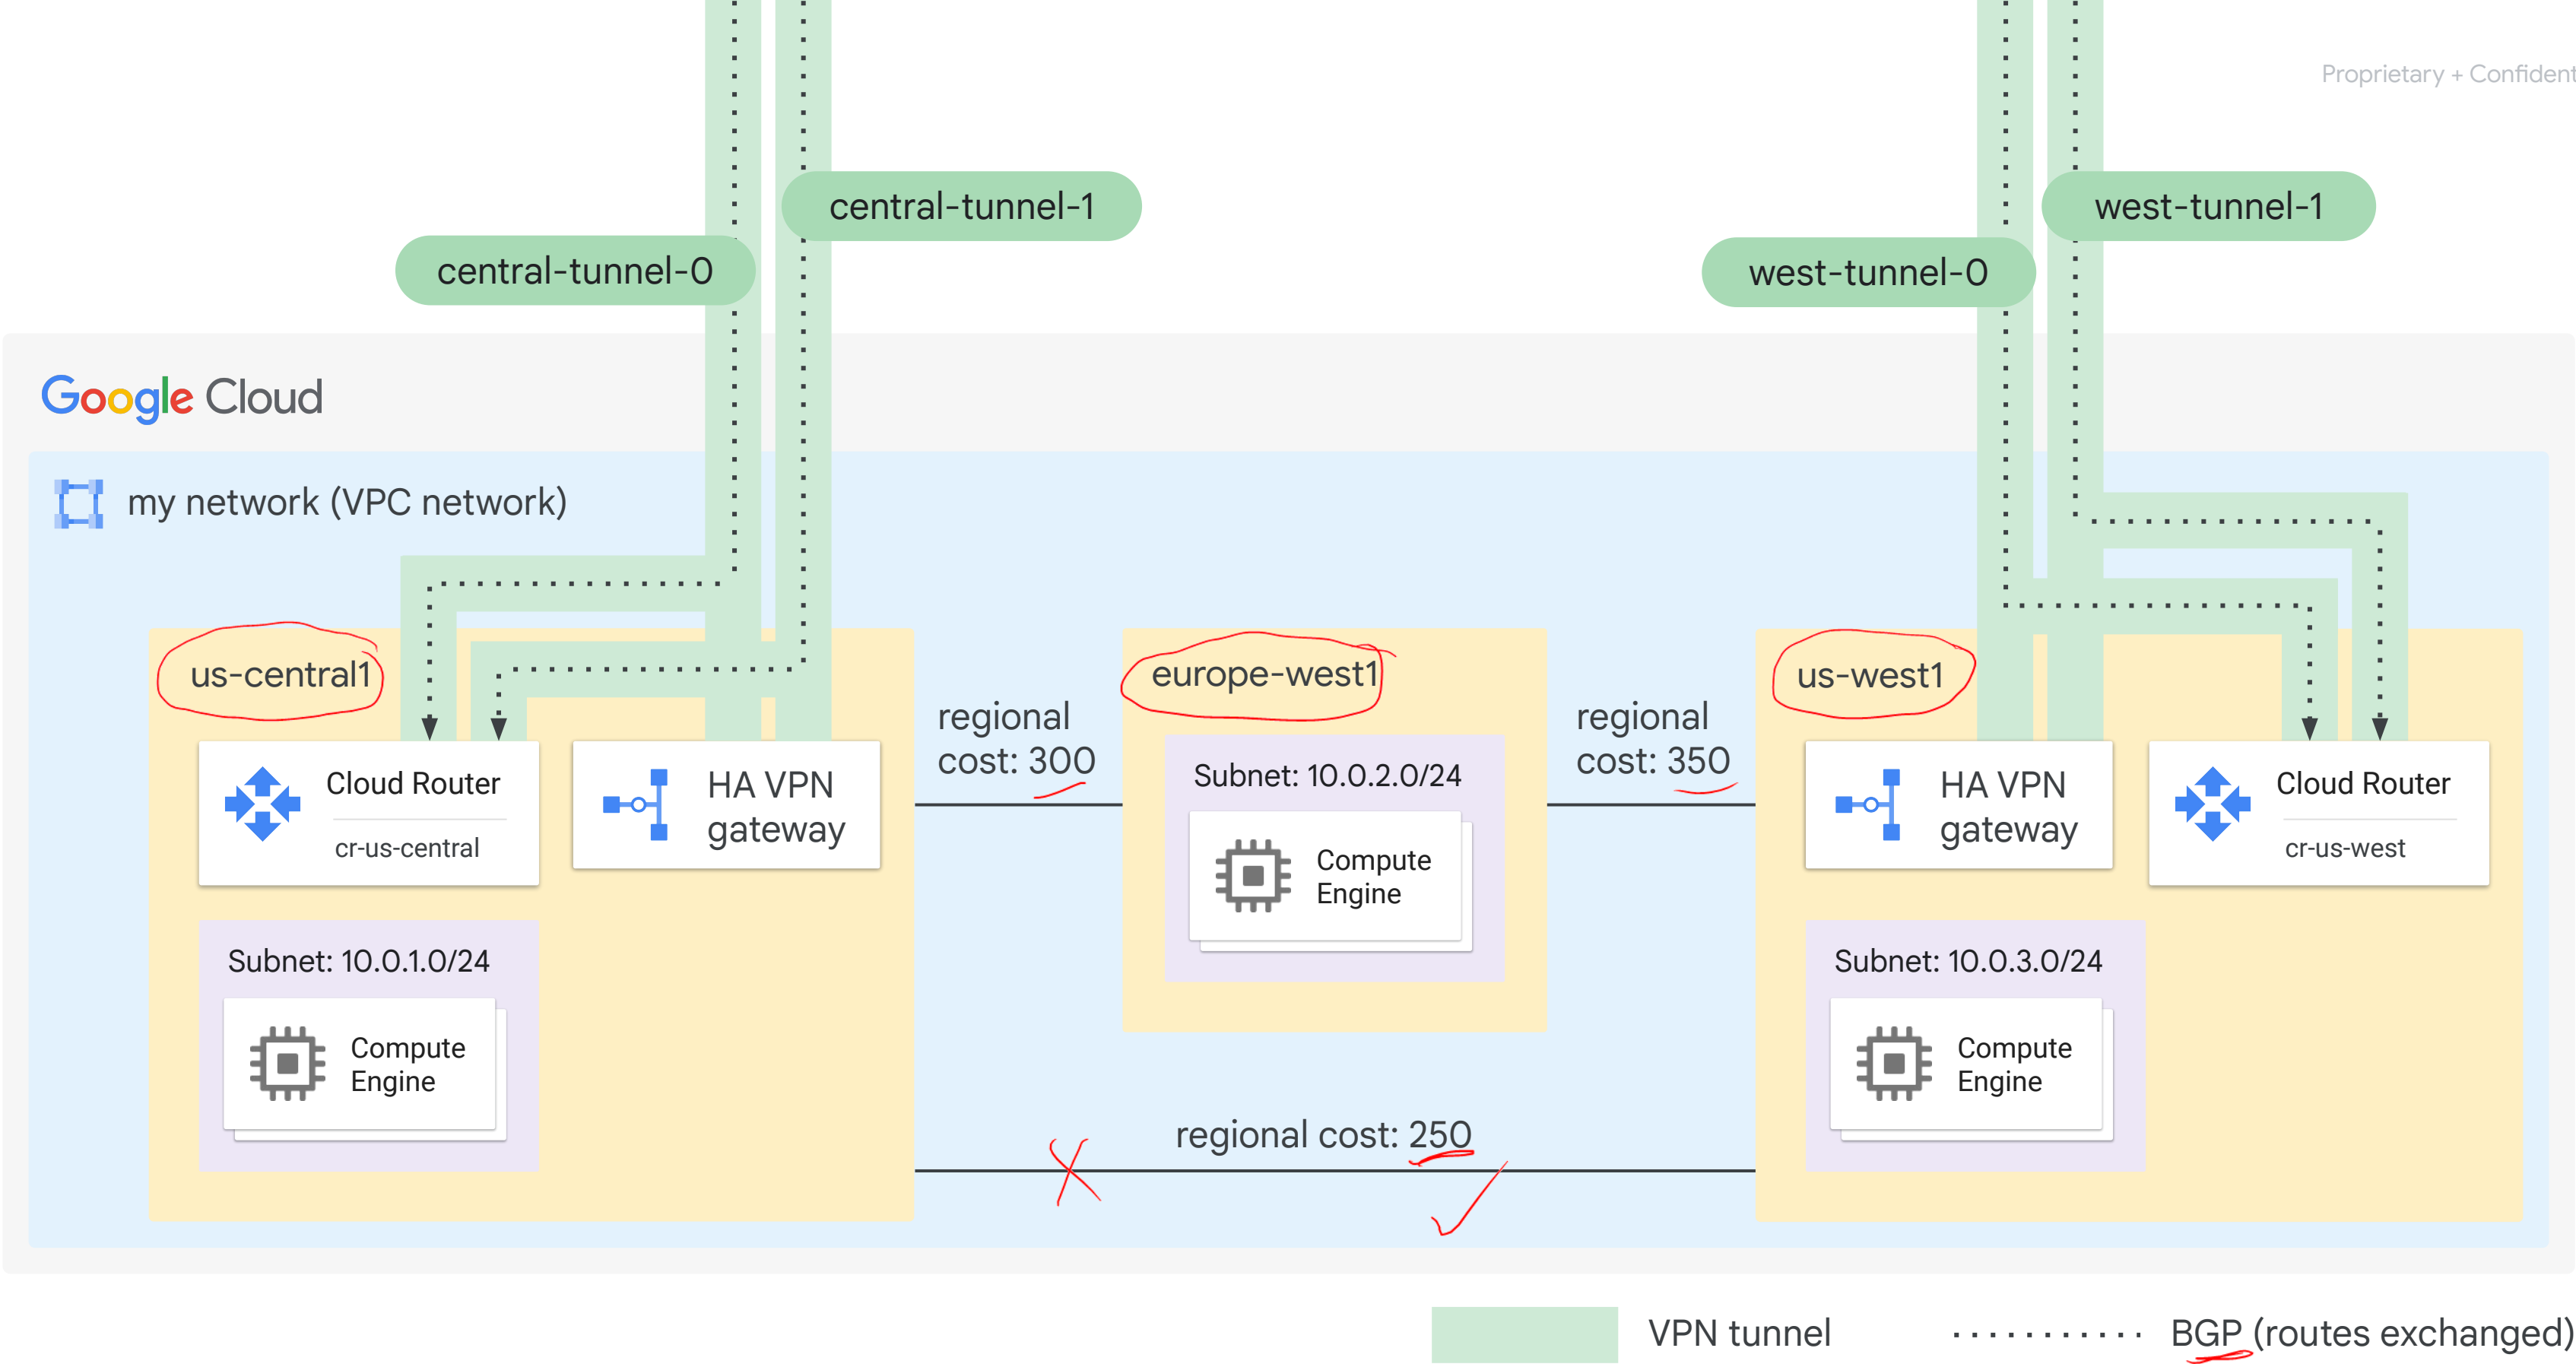 Proprietary + Confident
central-tunnel-1
west-tunnel-1
central-tunnel-0
west-tunnel-0
Google Cloud
my network (VPC network)
us-central1
europe-west1
us-west1
regional
cost: 300
regional
cost: 350
Cloud Router
cr-us-central
HA VPN
gateway
Subnet: 10.0.2.0/24
Compute
Engine
HA VPN
gateway
Cloud Router
cr-us-west
Subnet: 10.0.1.0/24
Compute
Engine
Subnet: 10.0.3.0/24
Compute
Engine
regional cost: 250
VPN tunnel
BGP (routes exchanged)